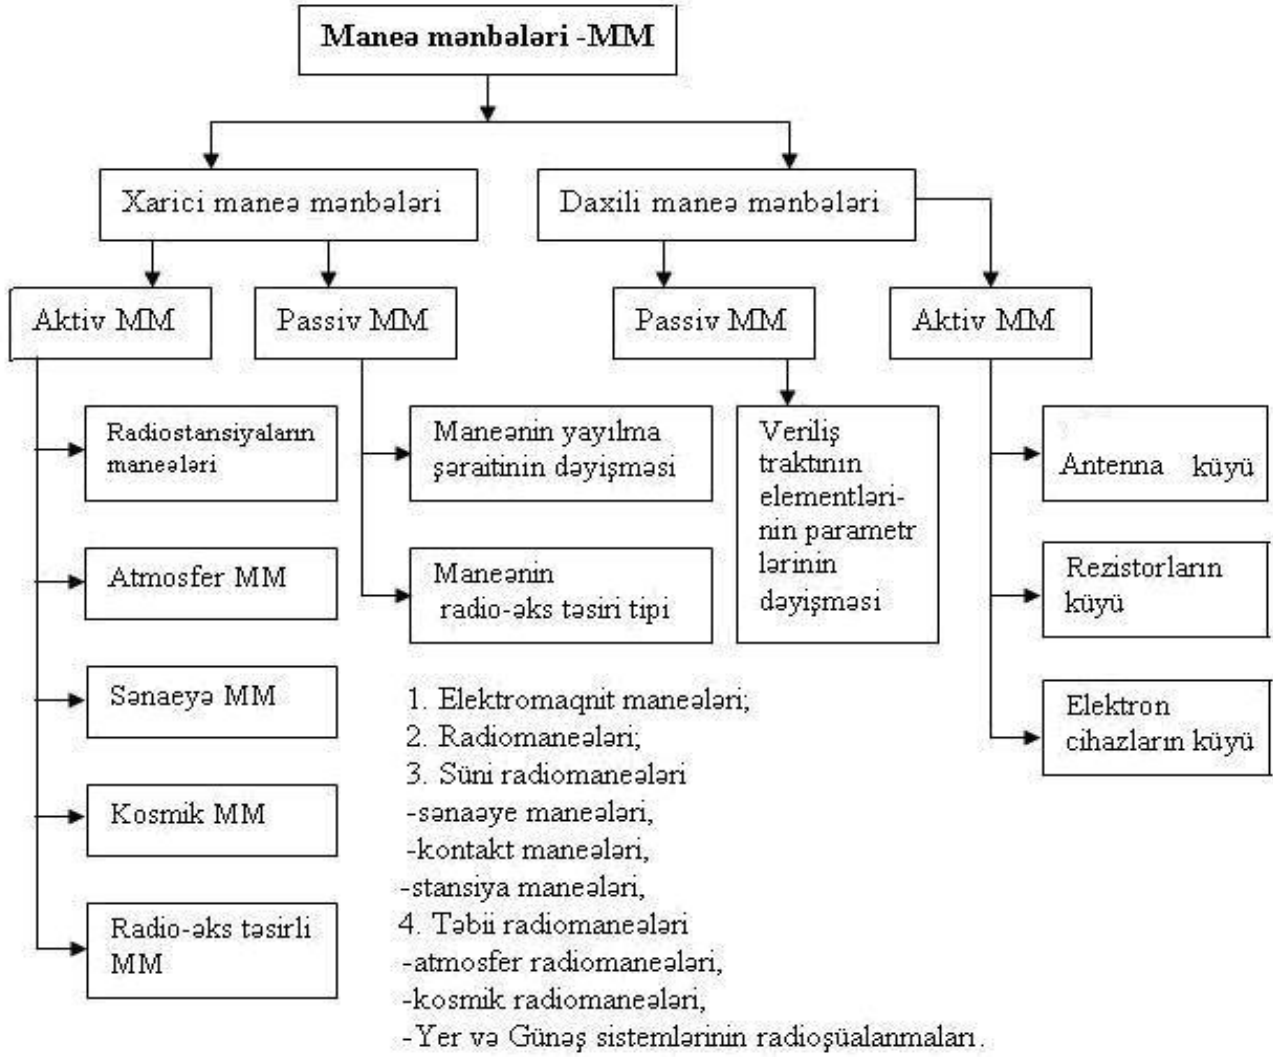 Maneə mənbələri -MM
Xarici maneə mənbələri
Daxili maneə mənbələri
Aktiv MM
Passiv MM
Passiv MM
Aktiv MM
Radiostansiyaların
maneələri
Atmosfer MM
Sənaeyə MM
Kosmik MM
Radio-əks təsirli
MM
Maneənin yayılma
şəraitinin dəyişməsi
Maneənin
radio-əks təsiri tipi
Veriliş
traktının
elementləri-
nin parametr
lərinin
dəyişməsi
Antenna küyü
Rezistorların
küyü
Elektron
cihazların küyü
1. Elektromaqnit maneələri;
2. Radiomaneələri;
3. Süni radiomaneələri
-sənaəye maneələri,
-kontakt maneələri,
-stansiya maneələri,
4. Təbii radiomaneələri
-atmosfer radiomaneələri,
-kosmik radiomaneələri,
-Yer və Günəş sistemlərinin radioşüalanmaları.